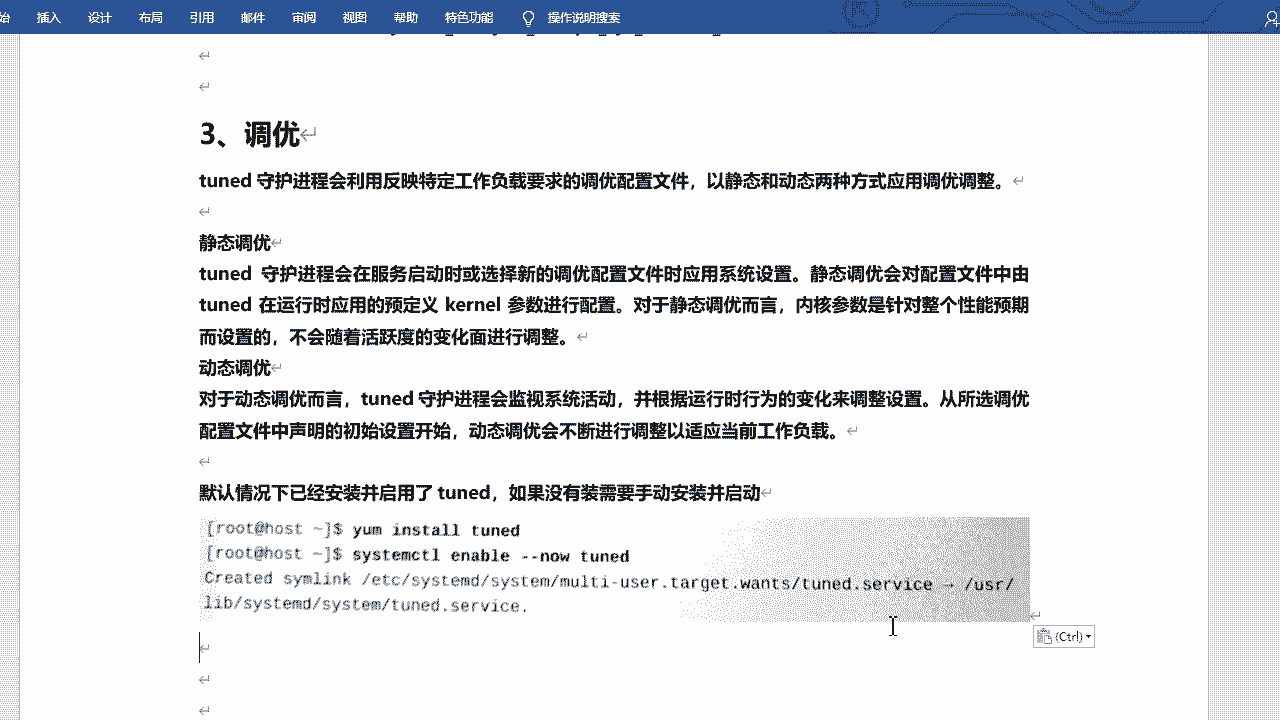 插入 设计 布局 引用 邮件 审阅 视图 帮助 特色功能 操作说明搜索
3、调优
tuned 守护进程会利用反映特定工作负载要求的调优配置文件，以静态和动态两种方式应用调优调整。
静态调优
tuned 守护进程会在服务启动时或选择新的调优配置文件时应用系统设置。静态调优会对配置文件中由
tuned 在运行时应用的预定义 kernel 参数进行配置。对于静态调优而言，内核参数是针对整个性能预期
而设置的，不会随着活跃度的变化面进行调整。
动态调优
对于动态调优而言，tuned 守护进程会监视系统活动，并根据运行时行为的变化来调整设置。从所选调优
配置文件中声明的初始设置开始，动态调优会不断进行调整以适应当前工作负载。
默认情况下已经安装并启用了 tuned，如果没有装需要手动安装并启动
[root@host ~]$ yum install tuned
[root@host ~]$ systemctl enable --now tuned
Created symlink /etc/systemd/system/multi-user.target.wants/tuned.service → /usr/
lib/systemd/system/tuned.service.
(Ctrl)